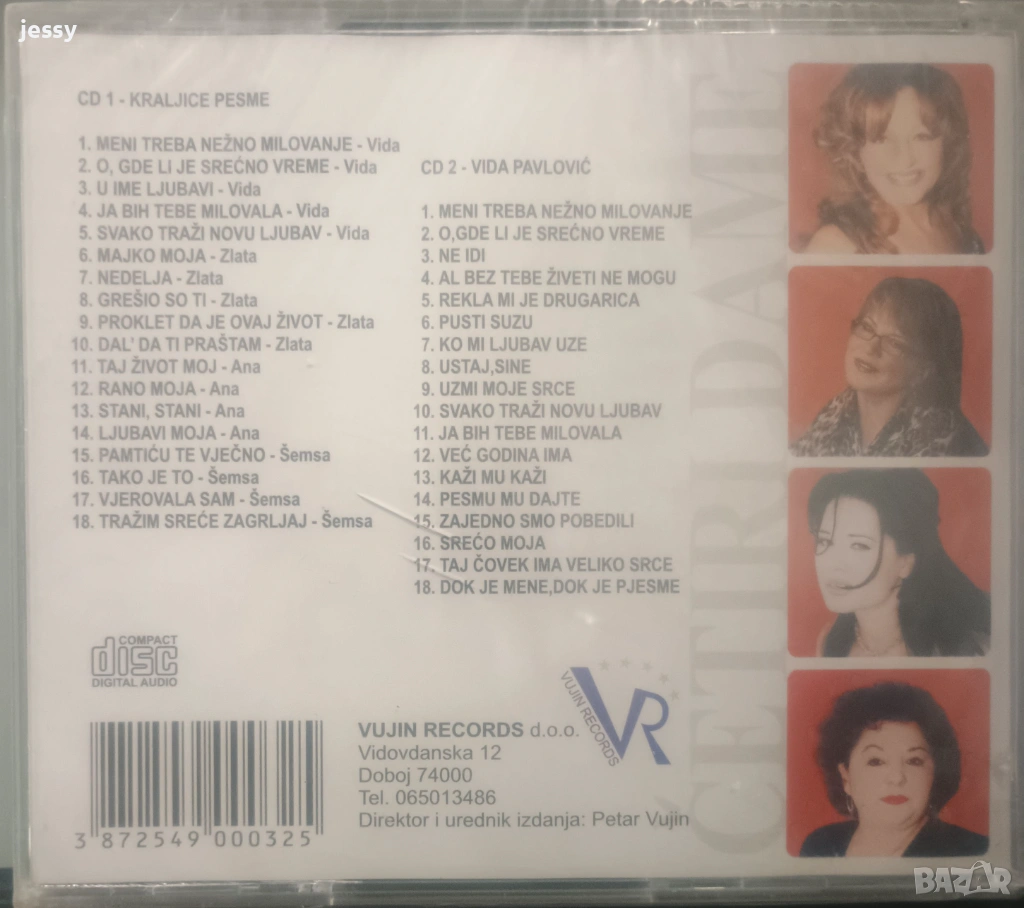 jessy
CD 1 - KRALJICE PESME
1. MENI TREBA NEŽNO MILOVANJE - Vida
2. O, GDE LI JE SREĆNO VREME - Vida
3. U IME LJUBAVI - Vida
4. JA BIH TEBE MILOVALA - Vida
5. SVAKO TRAŽI NOVU LJUBAV - Vida
6. MAJKO MOJA - Zlata
7. NEDELJA - Zlata
8. GREŠIO SO TI - Zlata
9. PROKLET DA JE OVAJ ŽIVOT - Zlata
10. DAL' DA TI PRAŠTAM - Zlata
11. TAJ ŽIVOT MOJ - Ana
12. RANO MOJA - Ana
13. STANI, STANI - Ana
14. LJUBAVI MOJA - Ana
15. PAMTIĆU TE VJEČNO - Šemsa
16. TAKO JE TO - Šemsa
17. VJEROVALA SAM - Šemsa
18. TRAŽIM SREĆE ZAGRLJAJ - Šemsa
CD 2 - VIDA PAVLOVIĆ
1. MENI TREBA NEŽNO MILOVANJE
2. O,GDE LI JE SREĆNO VREME
3. NE IDI
4. AL BEZ TEBE ŽIVETI NE MOGU
5. REKLA MI JE DRUGARICA
6. PUSTI SUZU
7. KO MI LJUBAV UZE
8. USTAJ,SINE
9. UZMI MOJE SRCE
10. SVAKO TRAŽI NOVU LJUBAV
11. JA BIH TEBE MILOVALA
12. VEĆ GODINA IMA
13. KAŽI MU KAŽI
14. PESMU MU DAJTE
15. ZAJEDNO SMO POBEDILI
16. SREĆO MOJA
17. TAJ ČOVEK IMA VELIKO SRCE
18. DOK JE MENE,DOK JE PJESME
ČETIRI DAME
COMPACT
disc
DIGITAL AUDIO
3 872549 000325
VUJIN RECORDS d.o.o.
Vidovdanska 12
Doboj 74000
Tel. 065013486
Direktor i urednik izdanja: Petar Vujin
VR
VUJIN RECORDS
BAZAR